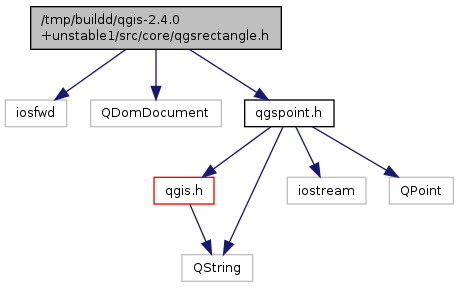 /tmp/buildd/qgis-2.4.0
+unstable1/src/core/qgsrectangle.h
iosfwd
QDomDocument
qgspoint.h
qgis.h
iostream
QPoint
QString